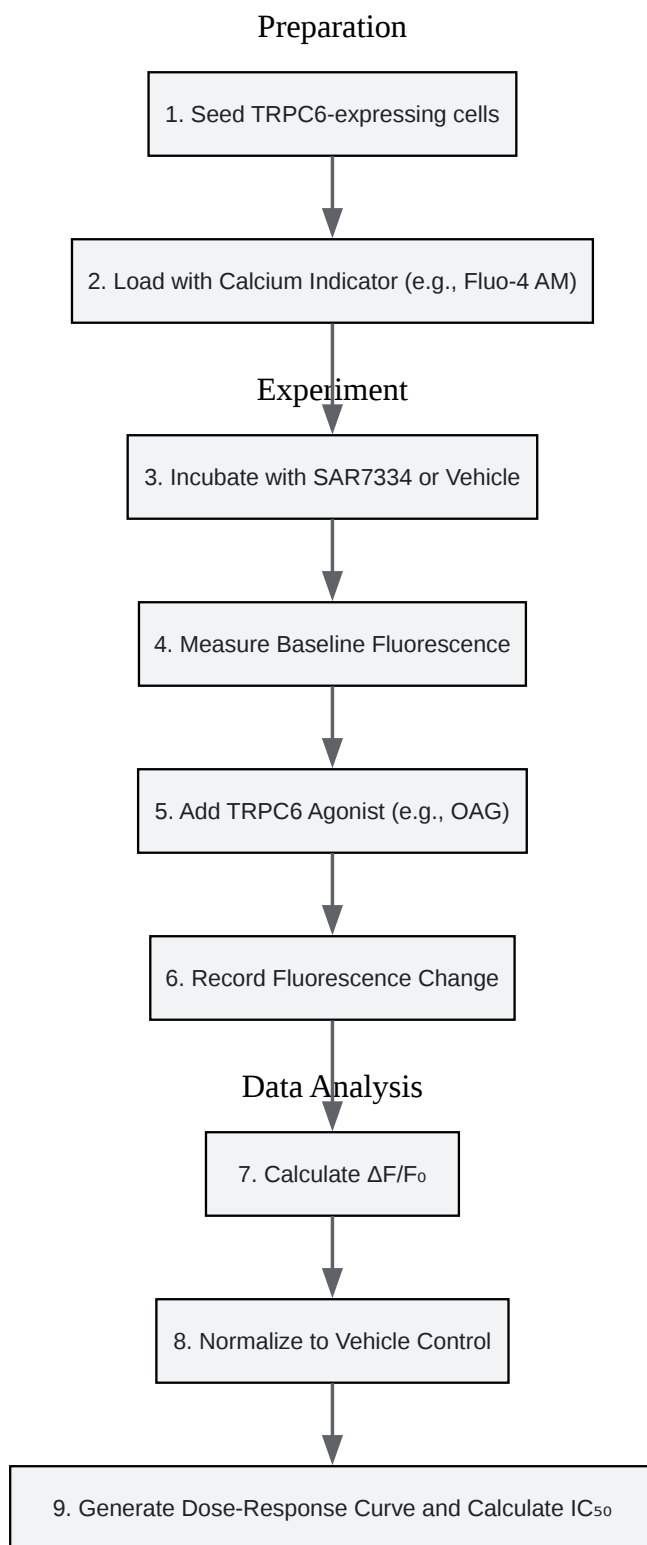 Preparation
1. Seed TRPC6-expressing cells
2. Load with Calcium Indicator (e.g., Fluo-4 AM)
Experiment
3. Incubate with SAR7334 or Vehicle
4. Measure Baseline Fluorescence
5. Add TRPC6 Agonist (e.g., OAG)
6. Record Fluorescence Change
Data Analysis
7. Calculate ΔF/F₀
8. Normalize to Vehicle Control
9. Generate Dose-Response Curve and Calculate IC₅₀